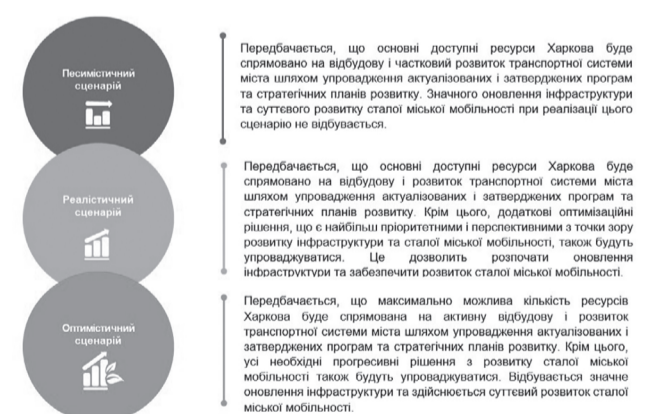 Песимістичний
сценарій
Передбачається, що основні доступні ресурси Харкова буде
спрямовано на відбудову і частковий розвиток транспортної системи
міста шляхом упровадження актуалізованих і затверджених програм
та стратегічних планів розвитку. Значного оновлення інфраструктури
та суттєвого розвитку сталої міської мобільності при реалізації цього
сценарію не відбувається.
Реалістичний
сценарій
Передбачається, що основні доступні ресурси Харкова буде
спрямовано на відбудову і розвиток транспортної системи міста
шляхом упровадження актуалізованих і затверджених програм та
стратегічних планів розвитку. Крім цього, додаткові оптимізаційні
рішення, що є найбільш пріоритетними і перспективними з точки зору
розвитку інфраструктури та сталої міської мобільності, також будуть
упроваджуватися. Це дозволить розпочати оновлення
інфраструктури та забезпечити розвиток сталої міської мобільності.
Оптимістичний
сценарій
Передбачається, що максимально можлива кількість ресурсів
Харкова буде спрямована на активну відбудову і розвиток
транспортної системи міста шляхом упровадження актуалізованих і
затверджених програм та стратегічних планів розвитку. Крім цього,
усі необхідні прогресивні рішення з розвитку сталої міської
мобільності також будуть упроваджуватися. Відбувається значне
оновлення інфраструктури та здійснюється суттєвий розвиток сталої
міської мобільності.